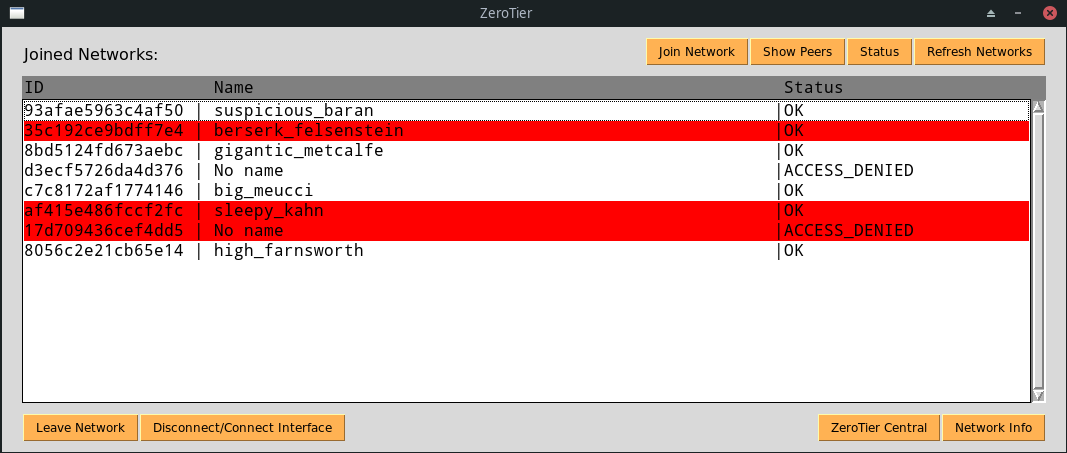 ZeroTier
Joined Networks:
Join Network Show Peers Status Refresh Networks
ID Name Status
93afae5963c4af50 | suspicious_baran |OK
35c192ce9bdff7e4 | berserk_felsenstein |OK
8bd5124fd673aebc | gigantic_metcalfe |OK
d3ecf5726da4d376 | No name |ACCESS_DENIED
c7c8172af1774146 | big_meucci |OK
af415e486fccf2fc | sleepy_kahn |OK
17d709436cef4dd5 | No name |ACCESS_DENIED
8056c2e21cb65e14 | high_farnsworth |OK
Leave Network Disconnect/Connect Interface ZeroTier Central Network Info